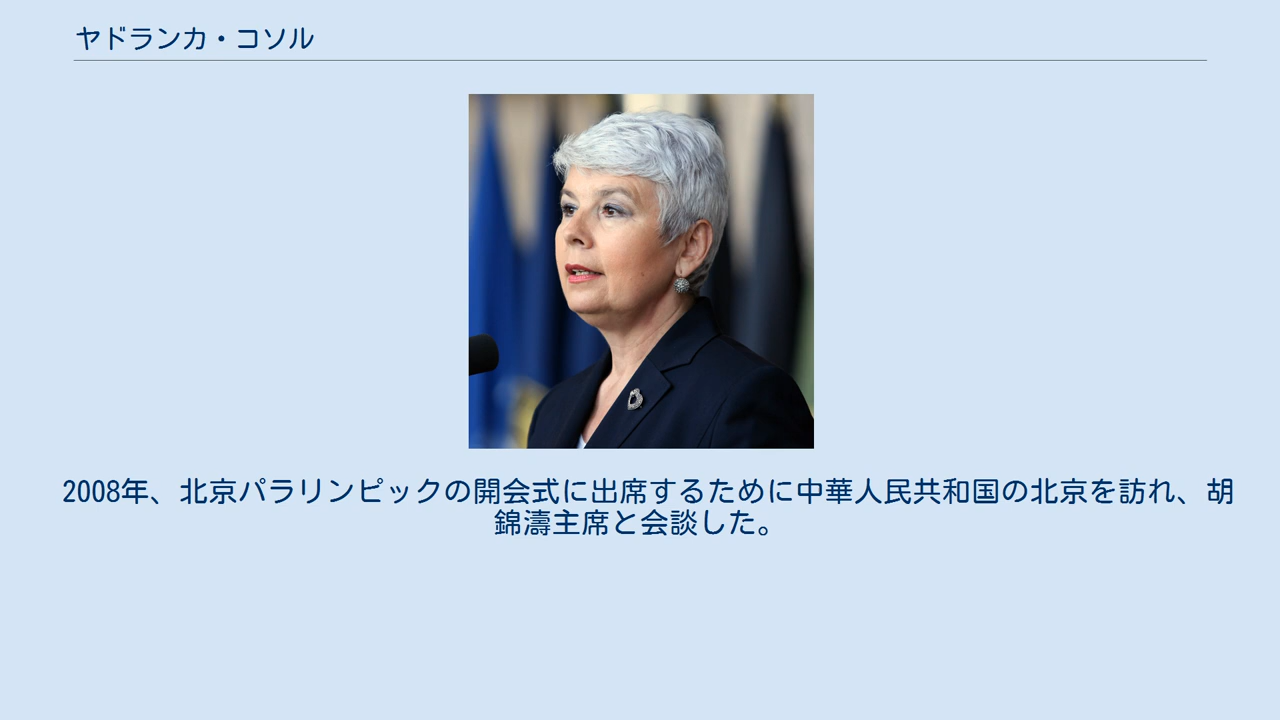 ヤドランカ・コソル
2008年、北京パラリンピックの開会式に出席するために中華人民共和国の北京を訪れ、胡
錦濤主席と会談した。